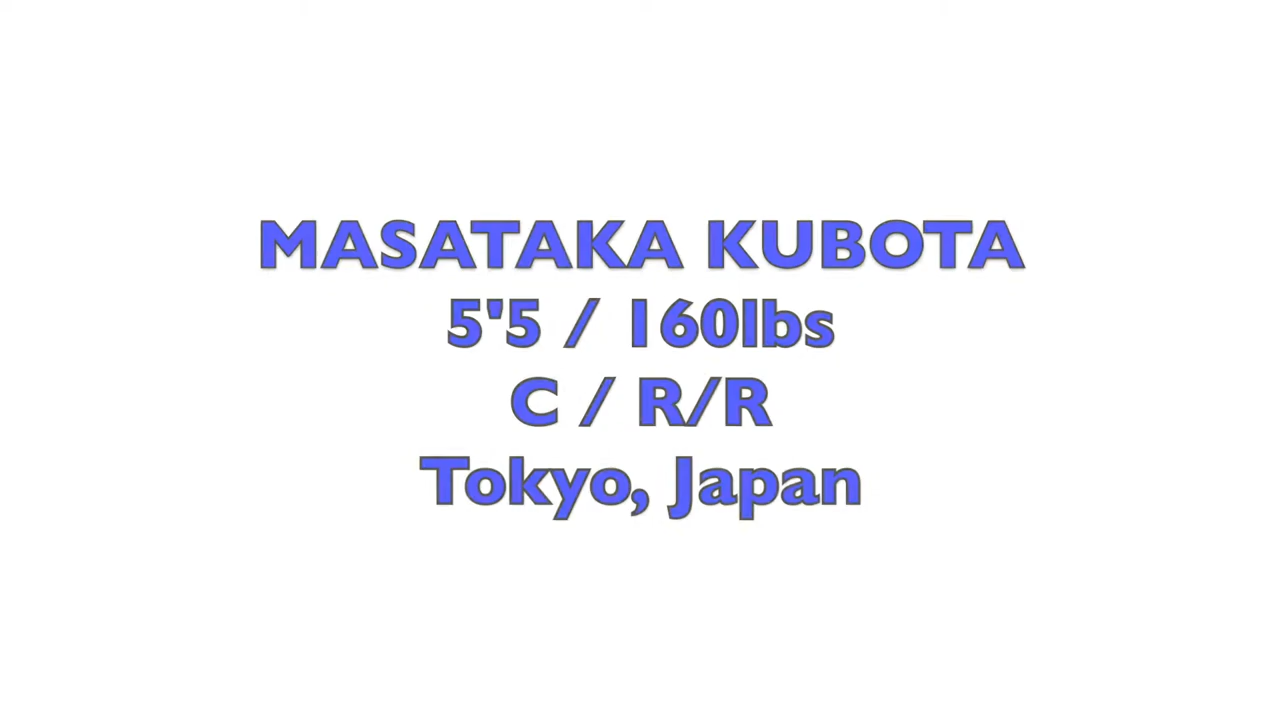 MASATAKA KUBOTA
5'5 / 160lbs
C / R/R
Tokyo, Japan